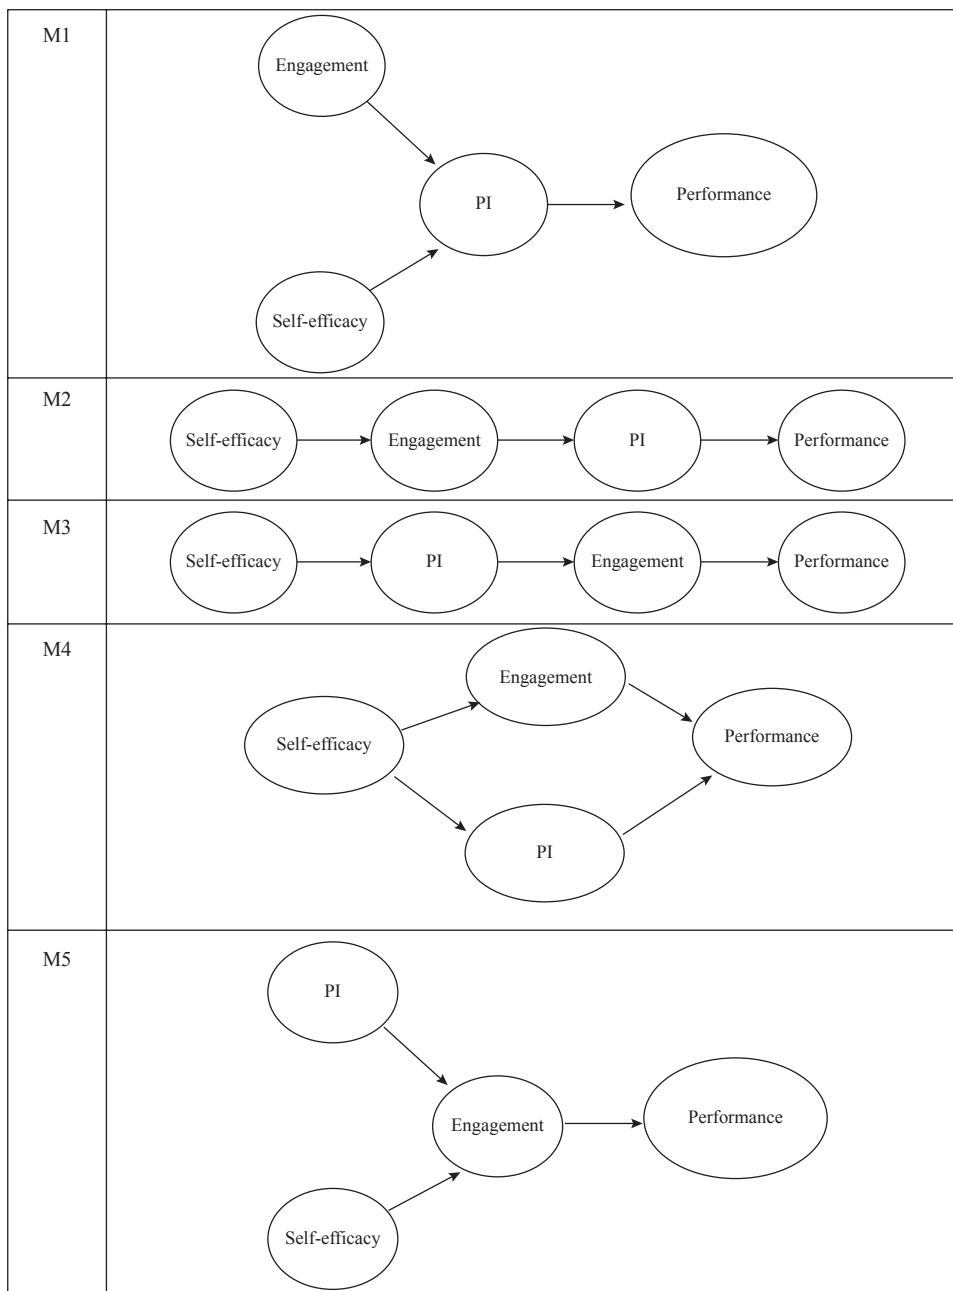 M1
Engagement
PI
Performance
Self-efficacy
M2
Self-efficacy
Engagement
PI
Performance
M3
Self-efficacy
PI
Engagement
Performance
M4
Engagement
Self-efficacy
Performance
PI
M5
PI
Engagement
Performance
Self-efficacy